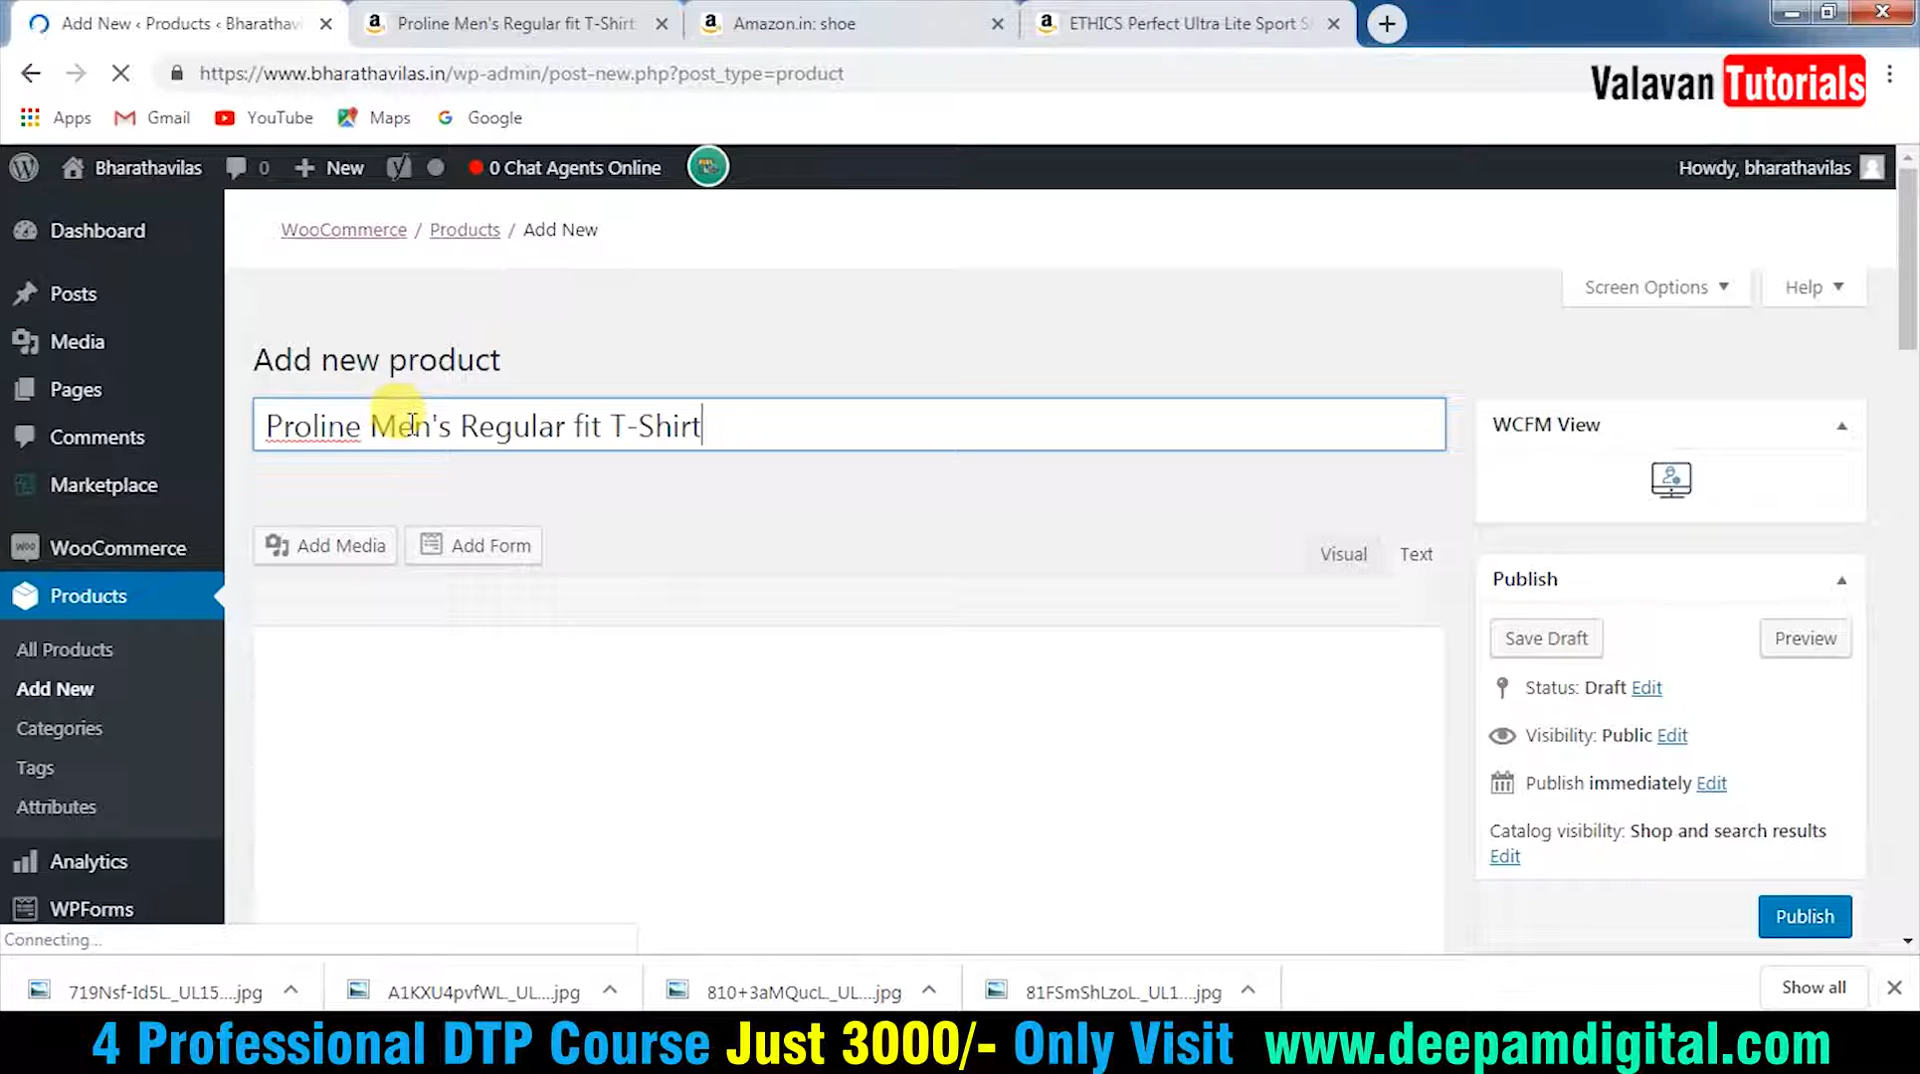 Add New ‹ Products ‹ Bharathavi
Proline Men's Regular fit T-Shirt
Amazon.in: shoe
ETHICS Perfect Ultra Lite Sport S
https://www.bharathavilas.in/wp-admin/post-new.php?post_type=product
Valavan Tutorials
Apps
Gmail
YouTube
Maps
Google
Bharathavilas
0
New
0 Chat Agents Online
Howdy, bharathavilas
Dashboard
Posts
Media
Pages
Comments
Marketplace
WooCommerce
Products
All Products
Add New
Categories
Tags
Attributes
Analytics
WPForms
WooCommerce / Products / Add New
Screen Options
Help
Add new product
Proline Men's Regular fit T-Shirt
Add Media
Add Form
Visual
Text
WCFM View
Publish
Save Draft
Preview
Status: Draft Edit
Visibility: Public Edit
Publish immediately Edit
Catalog visibility: Shop and search results
Edit
Publish
Connecting...
719Nsf-Id5L_UL15....jpg
A1KXU4pvfWL_UL...jpg
810+3aMQucL_UL...jpg
81FSmShLzoL_UL1...jpg
Show all
4 Professional DTP Course Just 3000/- Only Visit www.deepamdigital.com